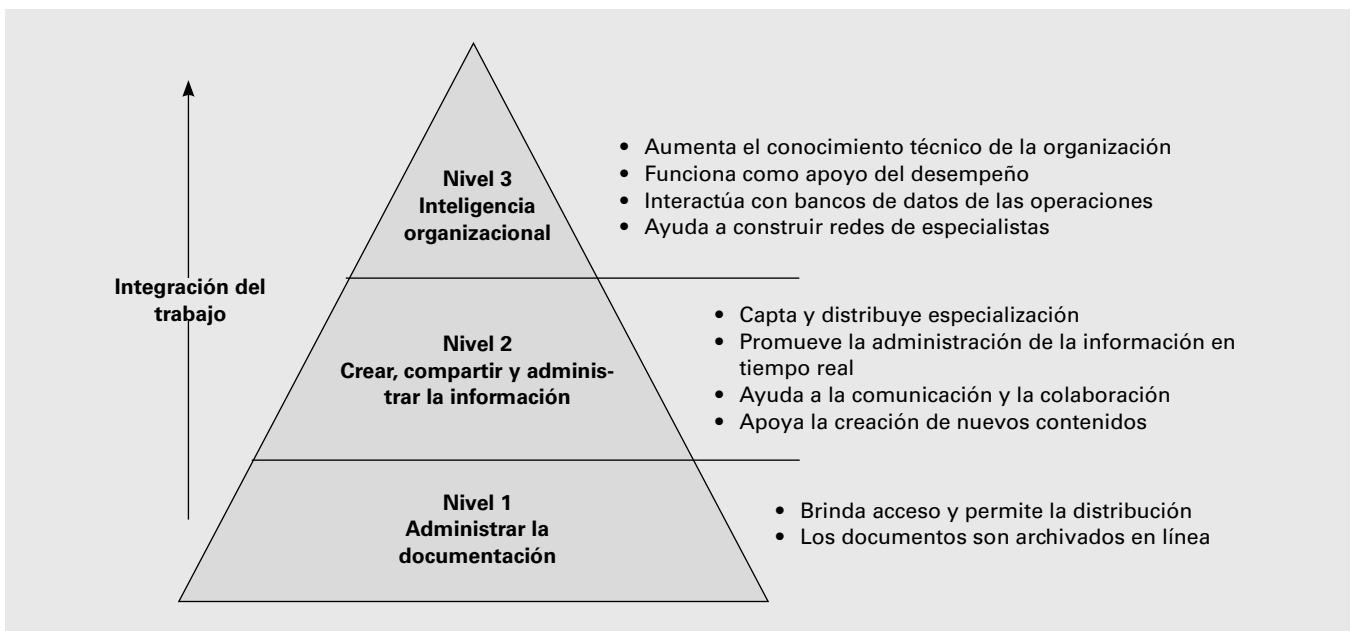 Integración del
trabajo
Nivel 3
Inteligencia
organizacional
• Aumenta el conocimiento técnico de la organización
• Funciona como apoyo del desempeño
• Interactúa con bancos de datos de las operaciones
• Ayuda a construir redes de especialistas
Nivel 2
Crear, compartir y adminis-
trar la información
• Capta y distribuye especialización
• Promueve la administración de la información en
tiempo real
• Ayuda a la comunicación y la colaboración
• Apoya la creación de nuevos contenidos
Nivel 1
Administrar la
documentación
• Brinda acceso y permite la distribución
• Los documentos son archivados en línea